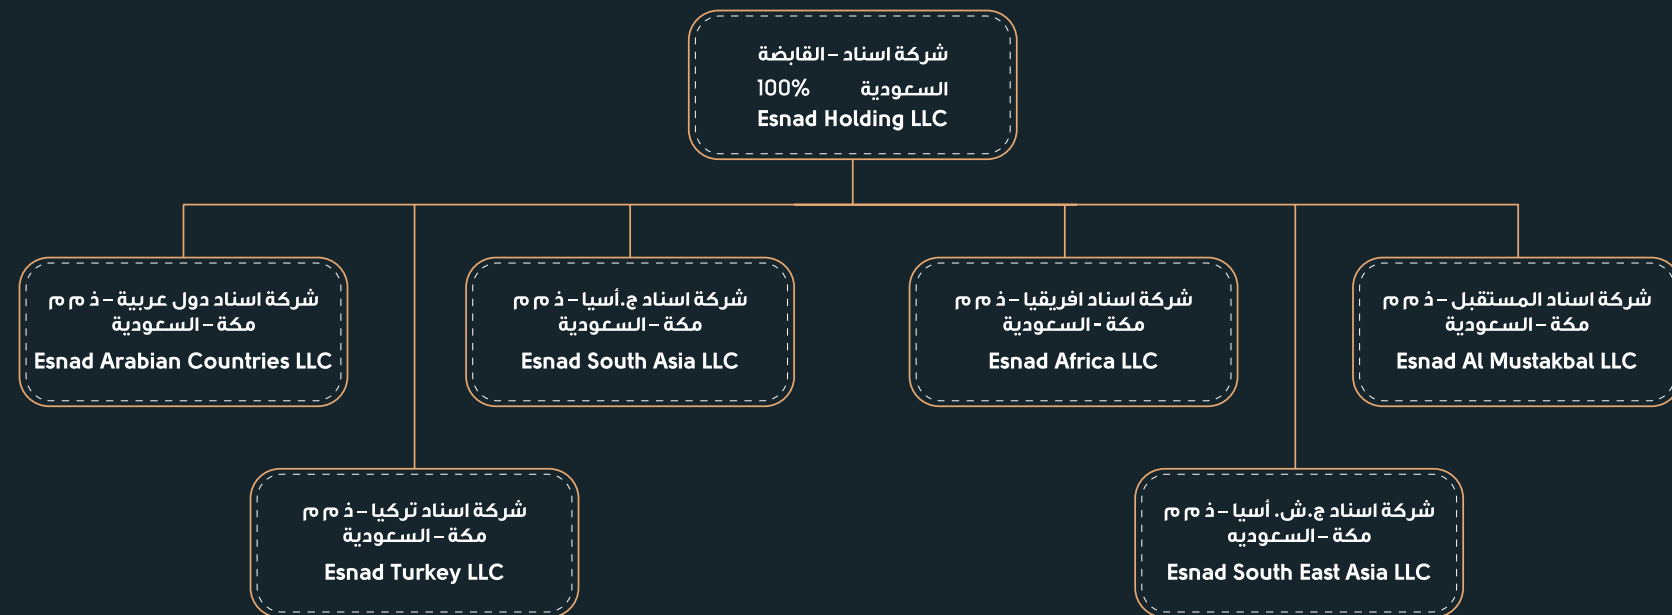 شركة اسناد – القابضة
السعودية 100%
Esnad Holding LLC
شركة اسناد دول عربية – ذ م م
مكة – السعودية
Esnad Arabian Countries LLC
شركة اسناد ج.أسيا – ذ م م
مكة – السعودية
Esnad South Asia LLC
شركة اسناد افريقيا – ذ م م
مكة - السعودية
Esnad Africa LLC
شركة اسناد المستقبل – ذ م م
مكة – السعودية
Esnad Al Mustakbal LLC
شركة اسناد تركيا – ذ م م
مكة – السعودية
Esnad Turkey LLC
شركة اسناد ج.ش. أسيا – ذ م م
مكة – السعوديه
Esnad South East Asia LLC